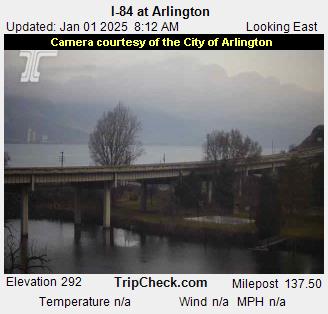 I-84 at Arlington
Updated: Jan 01 2025 8:12 AM Looking East
Camera courtesy of the City of Arlington
Elevation 292 TripCheck.com Milepost 137.50
Temperature n/a Wind n/a MPH n/a